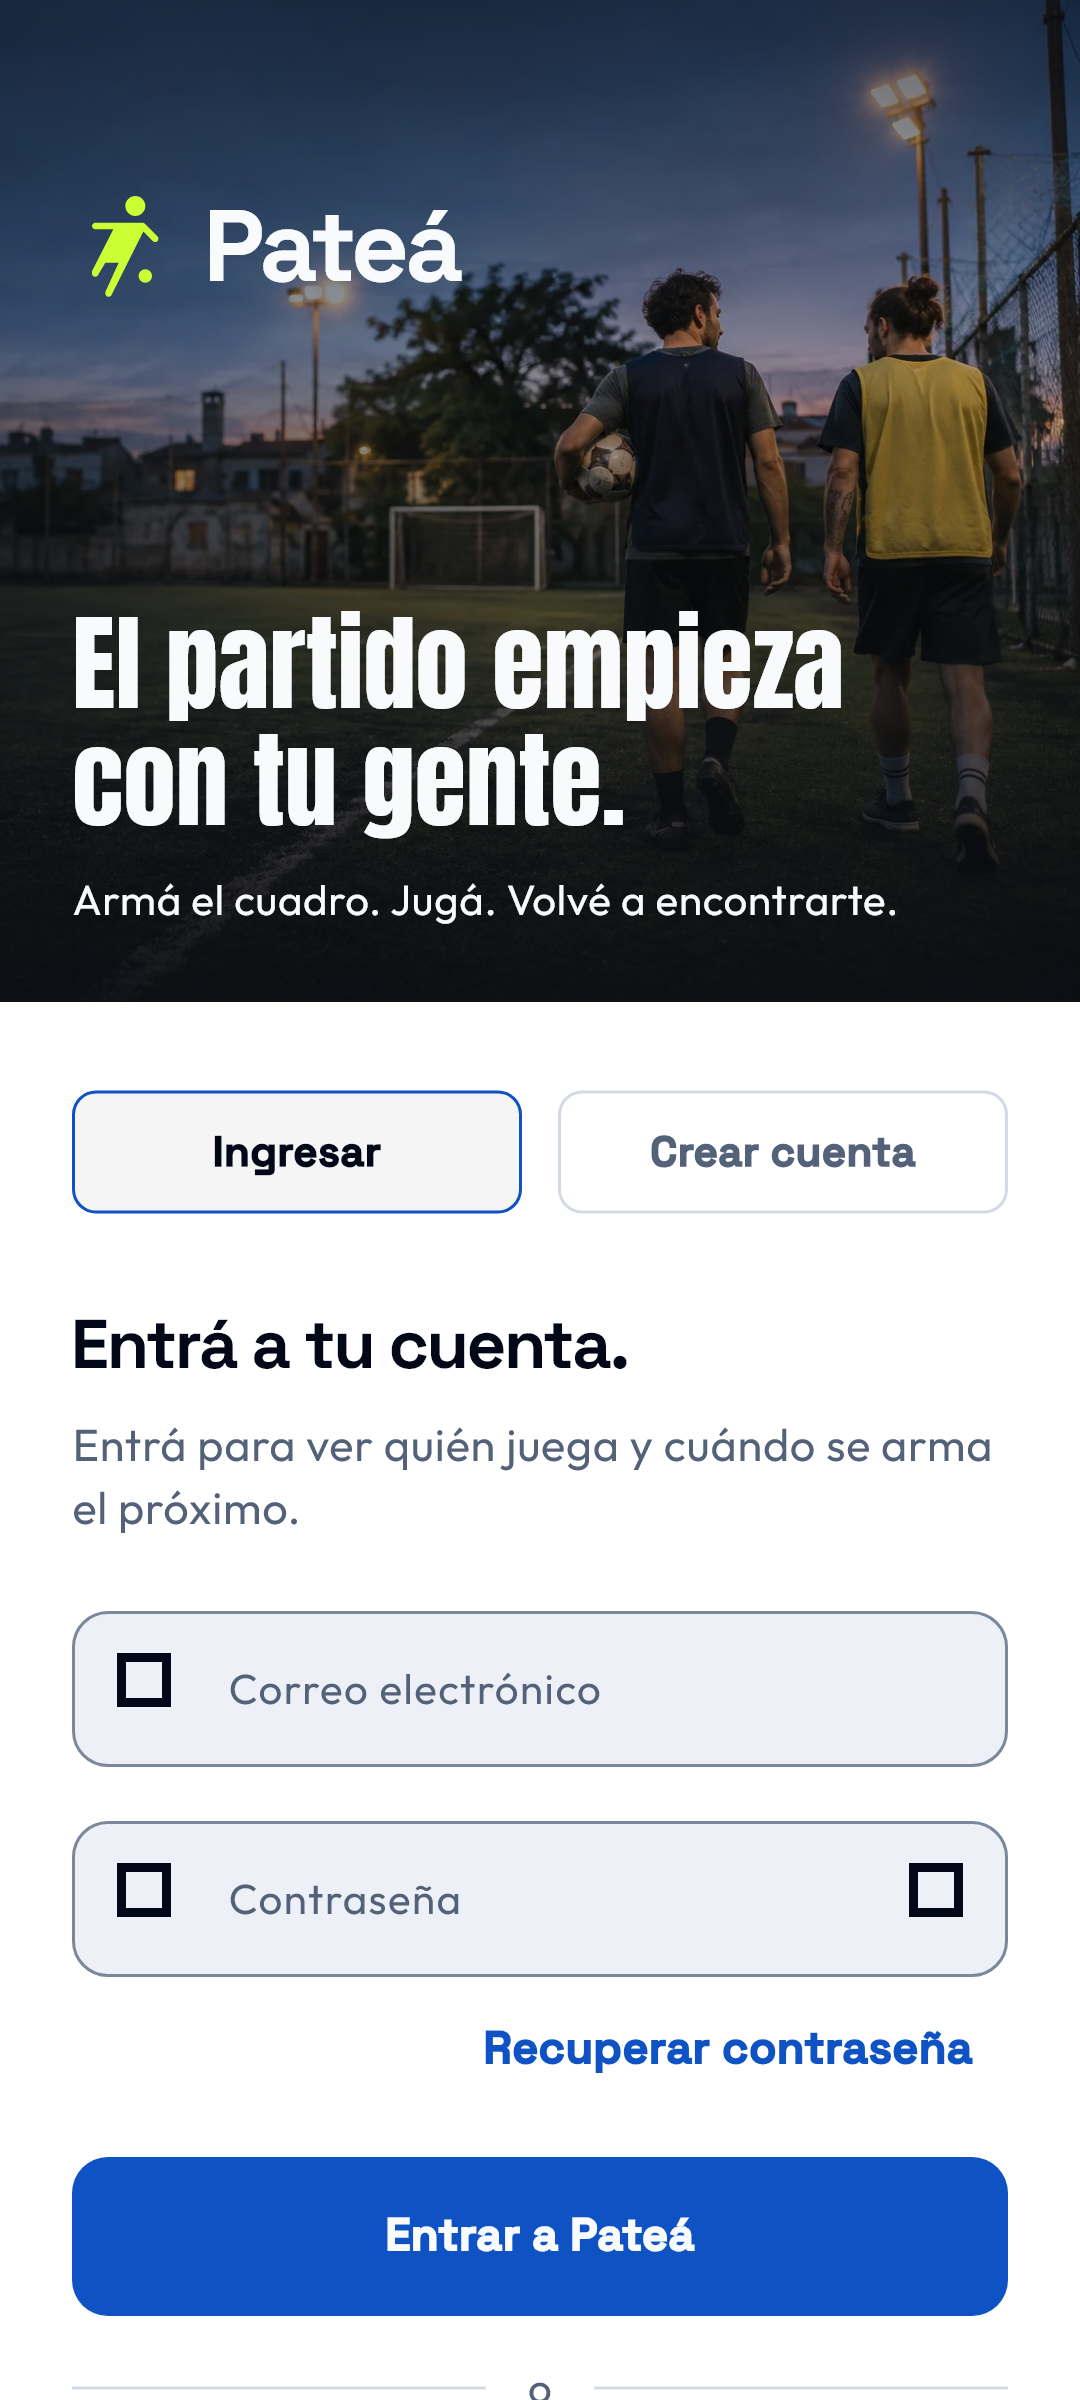 Pateá
El partido empieza
con tu gente.
Armá el cuadro. Jugá. Volvé a encontrarte.
Ingresar
Crear cuenta
Entrá a tu cuenta.
Entrá para ver quién juega y cuándo se arma
el próximo.
Correo electrónico
Contraseña
Recuperar contraseña
Entrar a Pateá
o